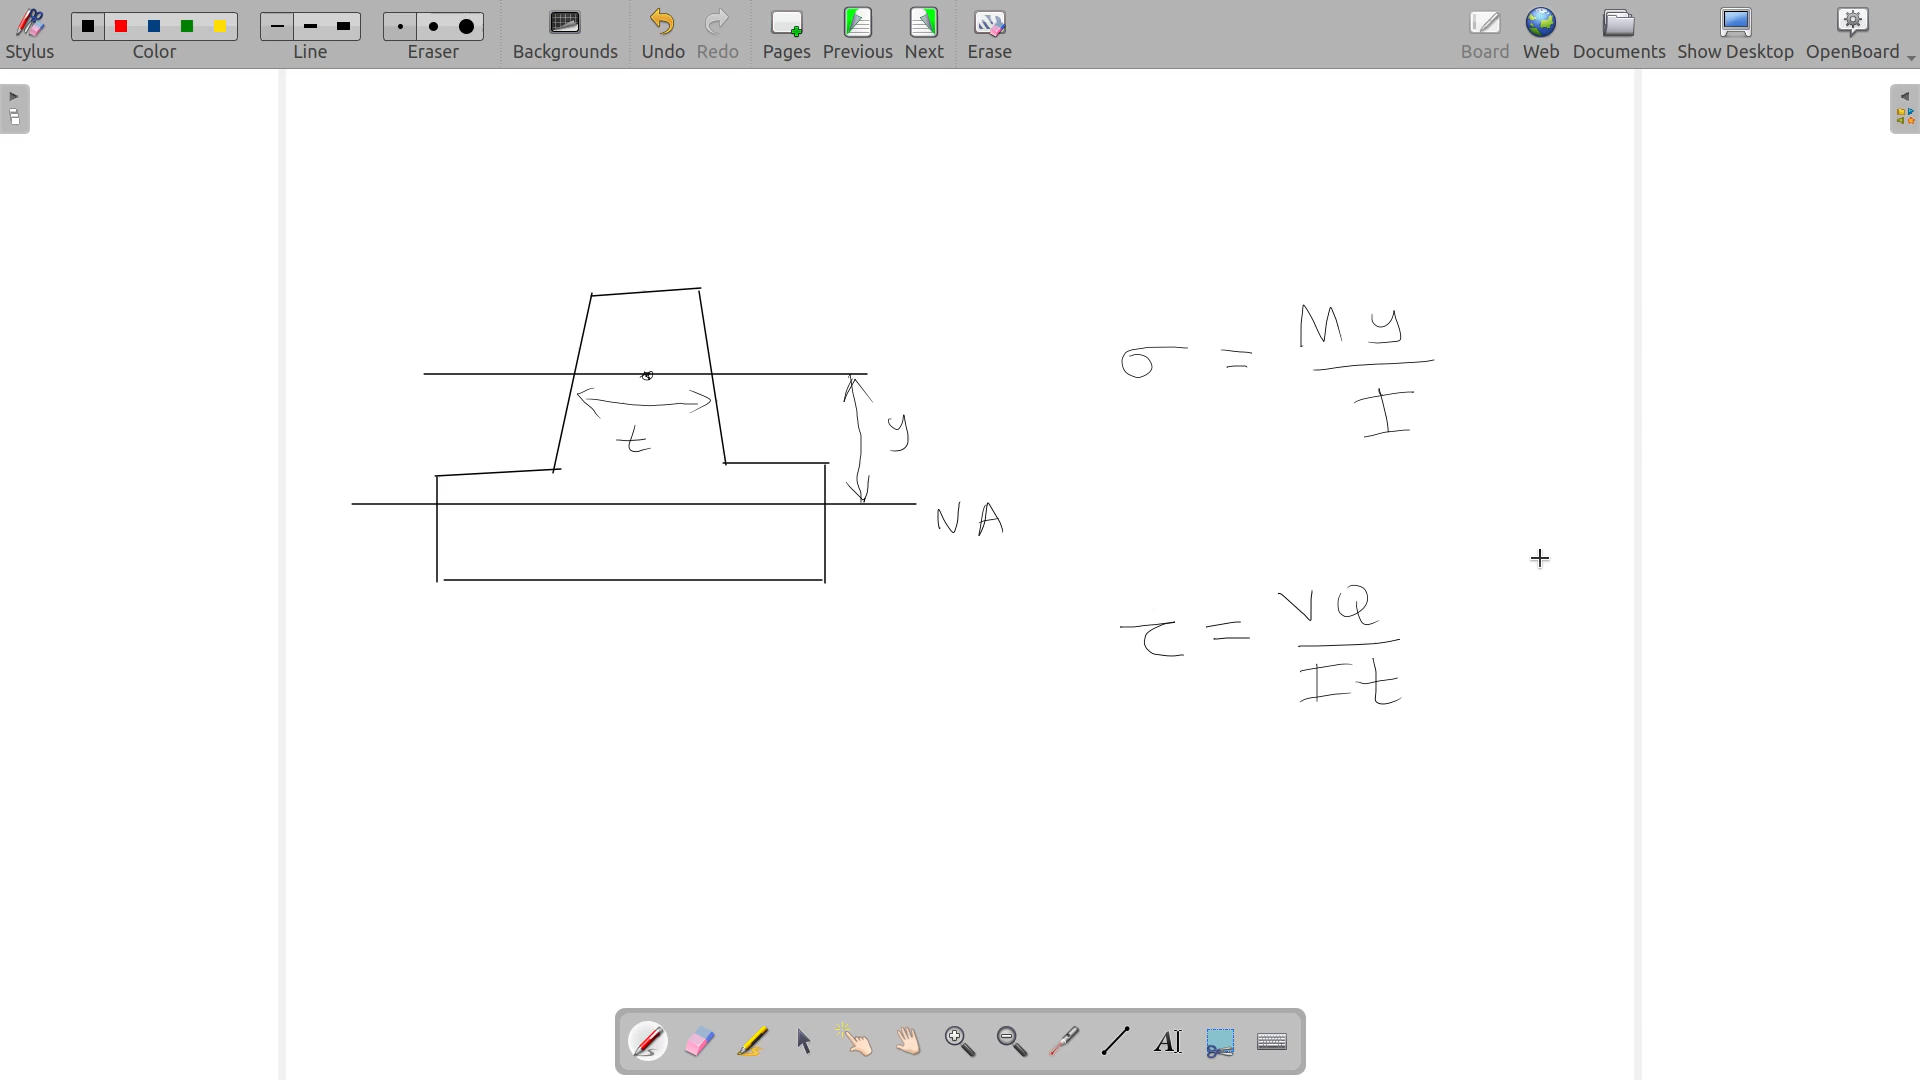 Stylus Color Line Eraser Backgrounds Undo Redo Pages Previous Next Erase Board Web Documents Show Desktop OpenBoard
σ = My / I
t
y
NA
τ = VQ / It
AI